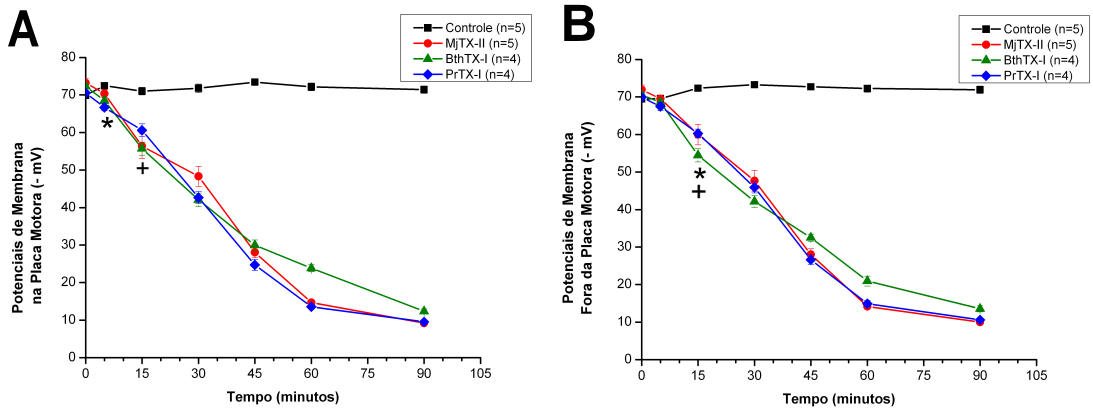 A
Controle (n=5)
MjTX-II (n=5)
BthTX-I (n=4)
PrTX-I (n=4)
Potenciais de Membrana
na Placa Motora (- mV)
80
70
60
50
40
30
20
10
0
*
+
0 15 30 45 60 75 90 105
Tempo (minutos)
B
Controle (n=5)
MjTX-II (n=5)
BthTX-I (n=4)
PrTX-I (n=4)
Potenciais de Membrana
Fora da Placa Motora (- mV)
80
70
60
50
40
30
20
10
0
*
+
0 15 30 45 60 75 90 105
Tempo (minutos)